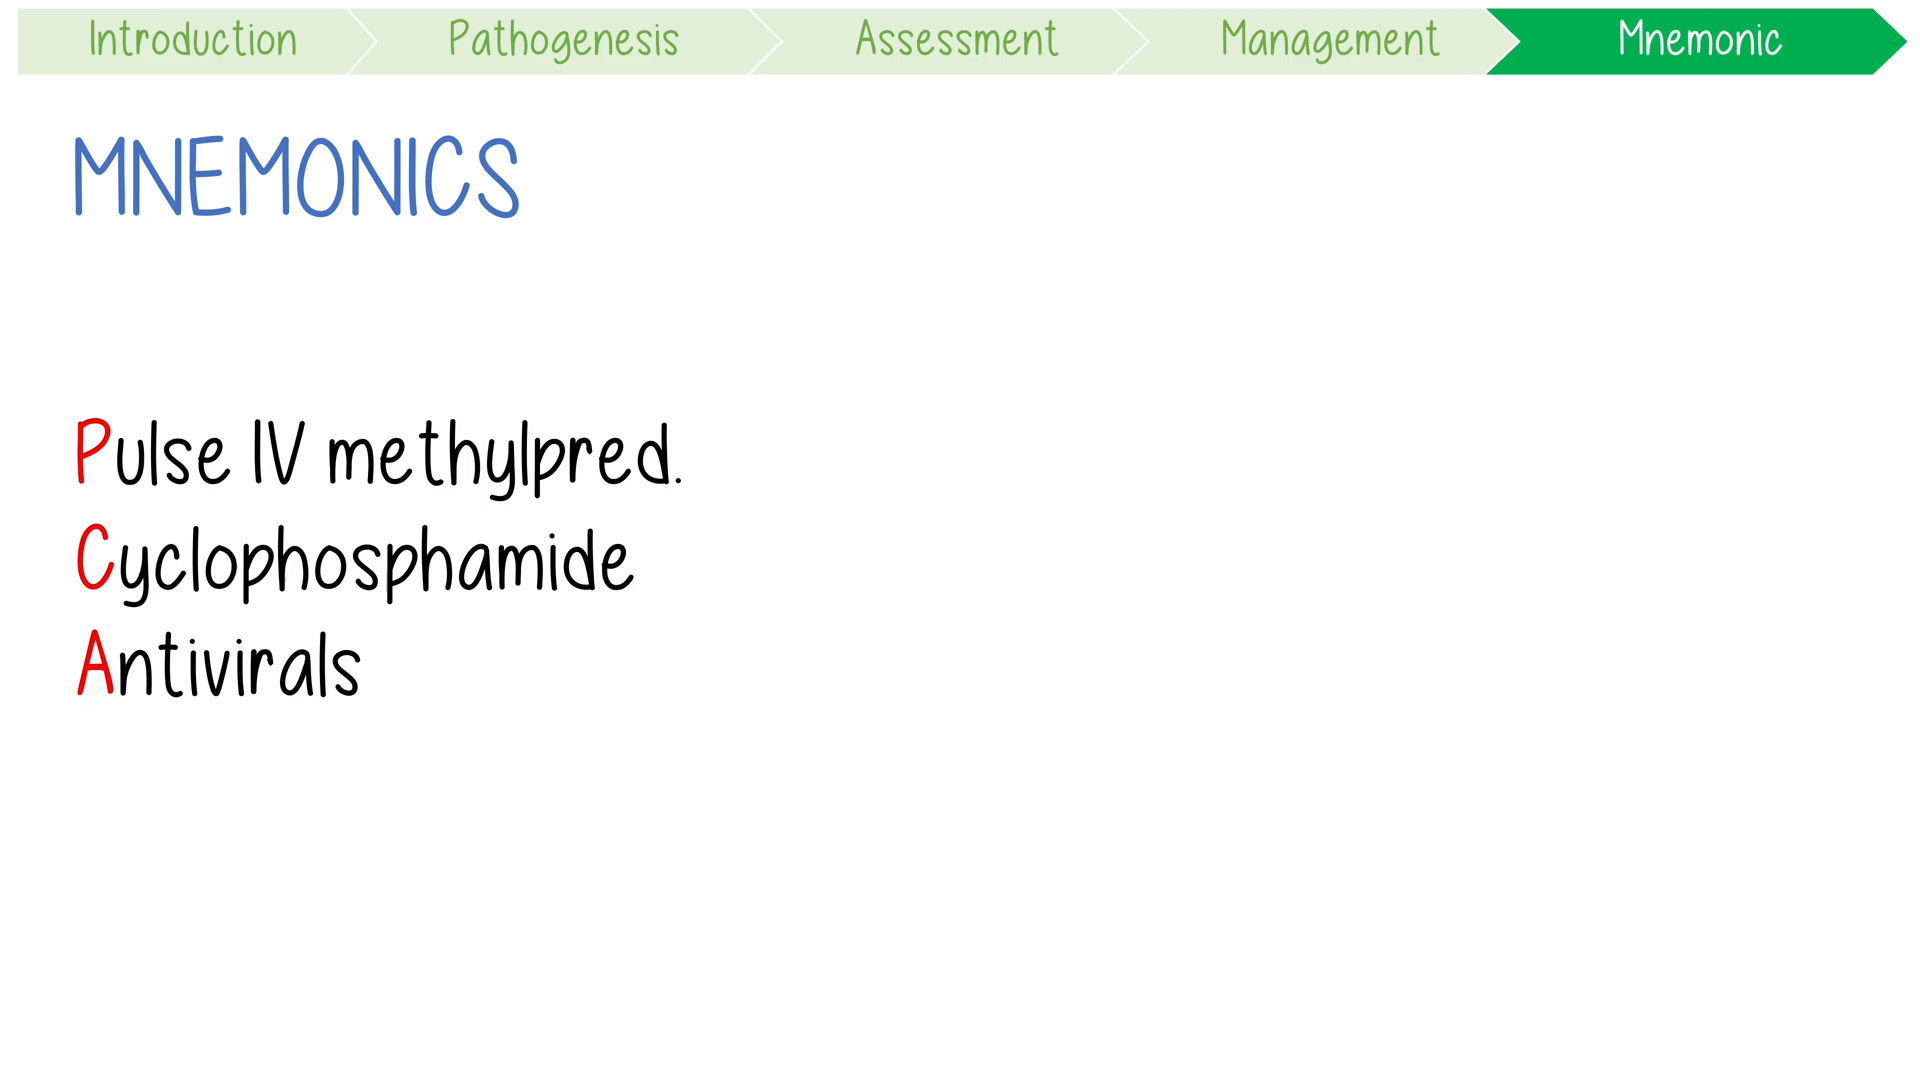 Introduction Pathogenesis Assessment Management Mnemonic
MNEMONICS
Pulse IV methylpred.
Cyclophosphamide
Antivirals